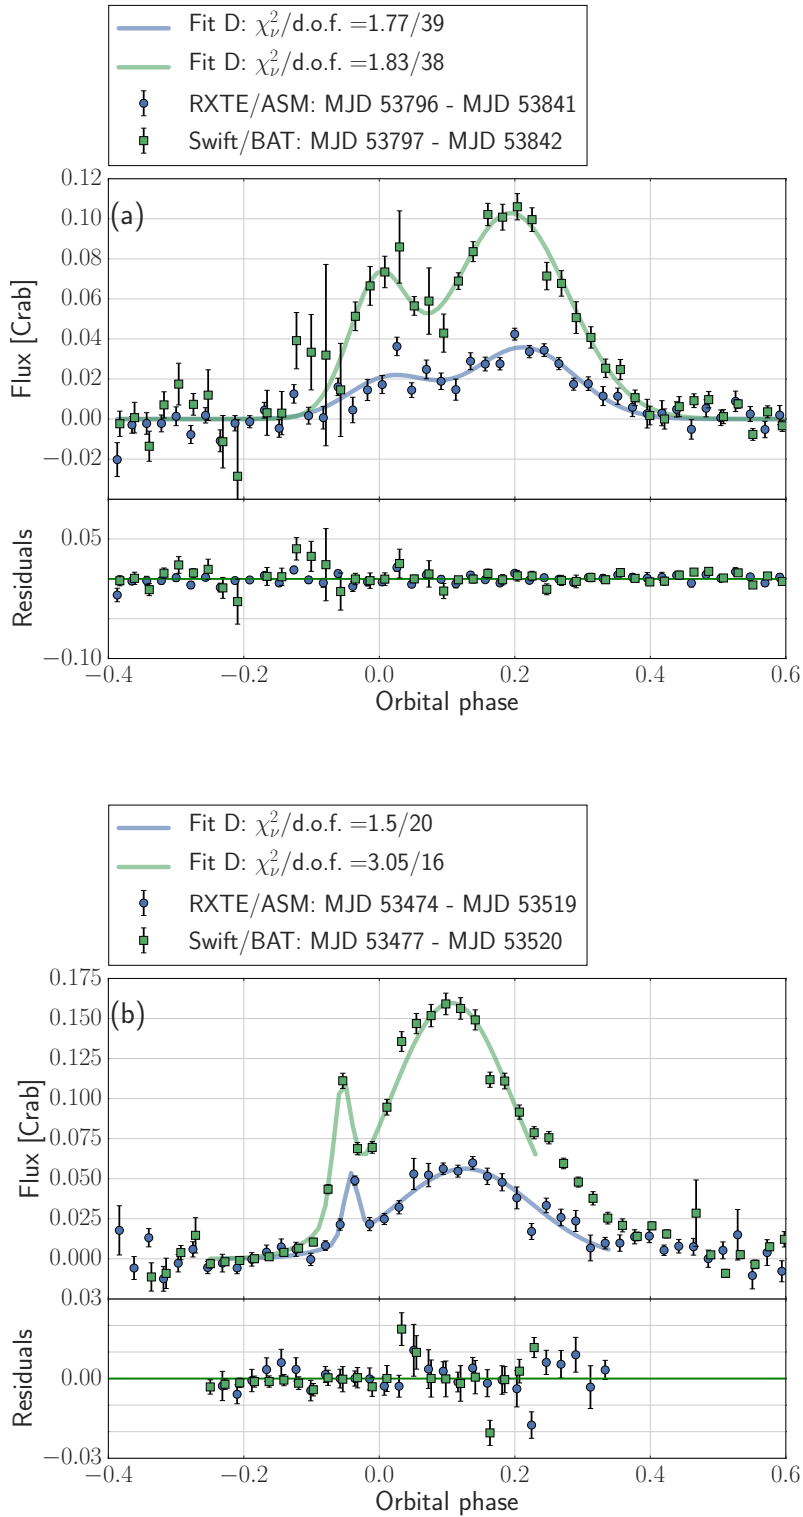 Fit D: χ²_ν/d.o.f. =1.77/39
Fit D: χ²_ν/d.o.f. =1.83/38
RXTE/ASM: MJD 53796 - MJD 53841
Swift/BAT: MJD 53797 - MJD 53842
(a)
Flux [Crab]
0.12
0.10
0.08
0.06
0.04
0.02
0.00
−0.02
Residuals
0.05
−0.10
−0.4 −0.2 0.0 0.2 0.4 0.6
Orbital phase
Fit D: χ²_ν/d.o.f. =1.5/20
Fit D: χ²_ν/d.o.f. =3.05/16
RXTE/ASM: MJD 53474 - MJD 53519
Swift/BAT: MJD 53477 - MJD 53520
(b)
Flux [Crab]
0.175
0.150
0.125
0.100
0.075
0.050
0.025
0.000
0.03
Residuals
0.00
−0.03
−0.4 −0.2 0.0 0.2 0.4 0.6
Orbital phase